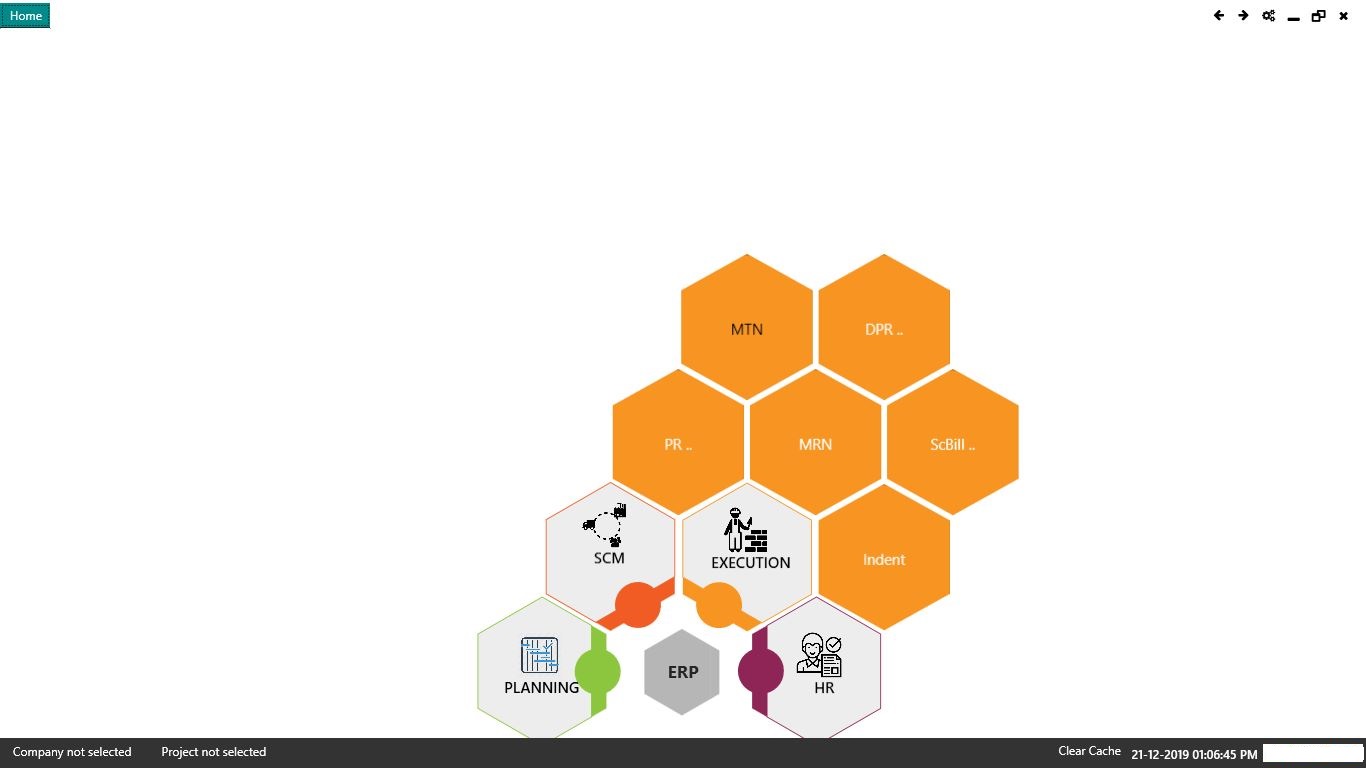 Home
MTN
DPR ..
PR ..
MRN
ScBill ..
SCM
EXECUTION
Indent
PLANNING
ERP
HR
Company not selected
Project not selected
Clear Cache
21-12-2019 01:06:45 PM